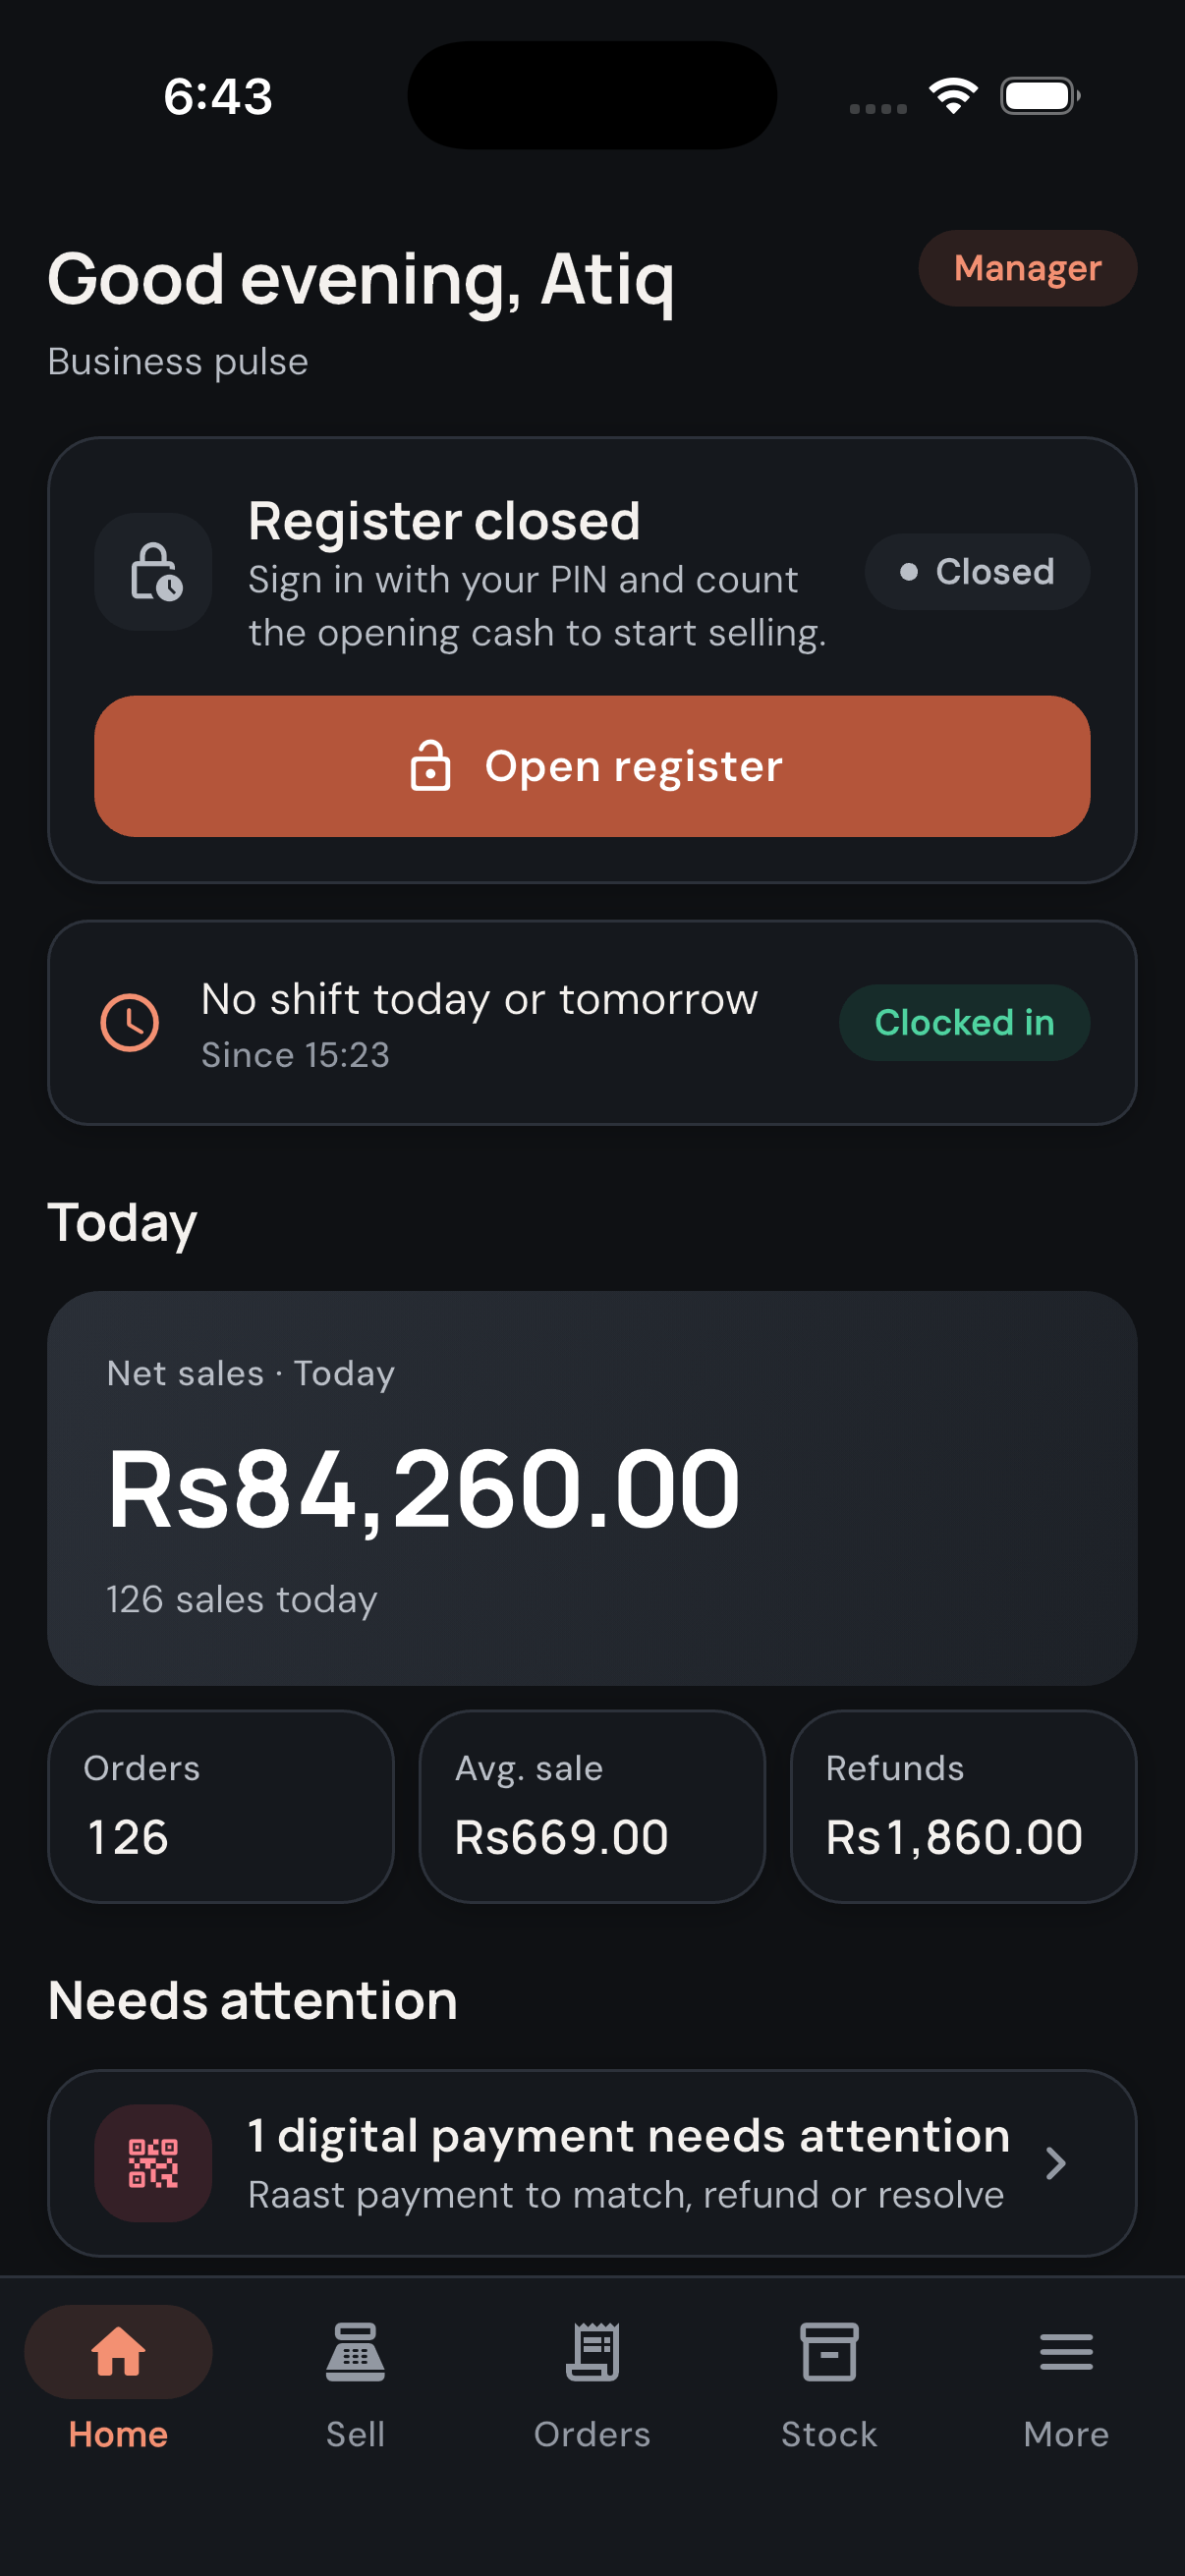 6:43
Good evening, Atiq
Manager
Business pulse
Register closed
Sign in with your PIN and count
the opening cash to start selling.
Closed
Open register
No shift today or tomorrow
Since 15:23
Clocked in
Today
Net sales · Today
Rs84,260.00
126 sales today
Orders
126
Avg. sale
Rs669.00
Refunds
Rs1,860.00
Needs attention
1 digital payment needs attention
Raast payment to match, refund or resolve
Home
Sell
Orders
Stock
More